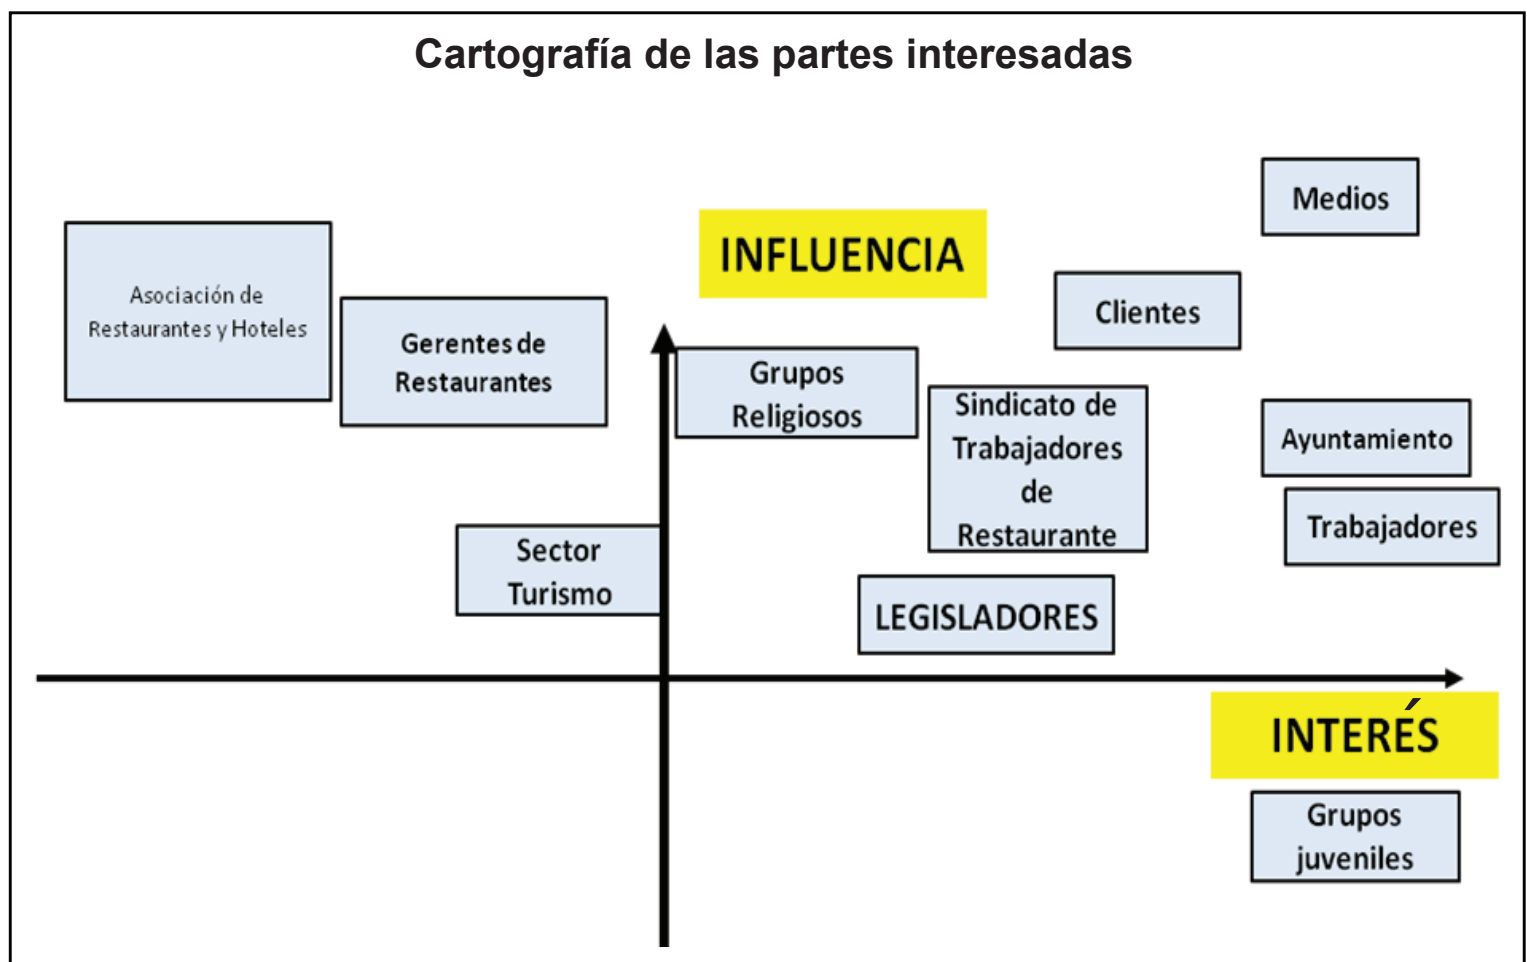 Cartografía de las partes interesadas
Medios
INFLUENCIA
Asociación de
Restaurantes y Hoteles
Clientes
Gerentes de
Restaurantes
Grupos
Religiosos
Sindicato de
Trabajadores
de
Restaurante
Ayuntamiento
Trabajadores
Sector
Turismo
LEGISLADORES
INTERÉS
Grupos
juveniles